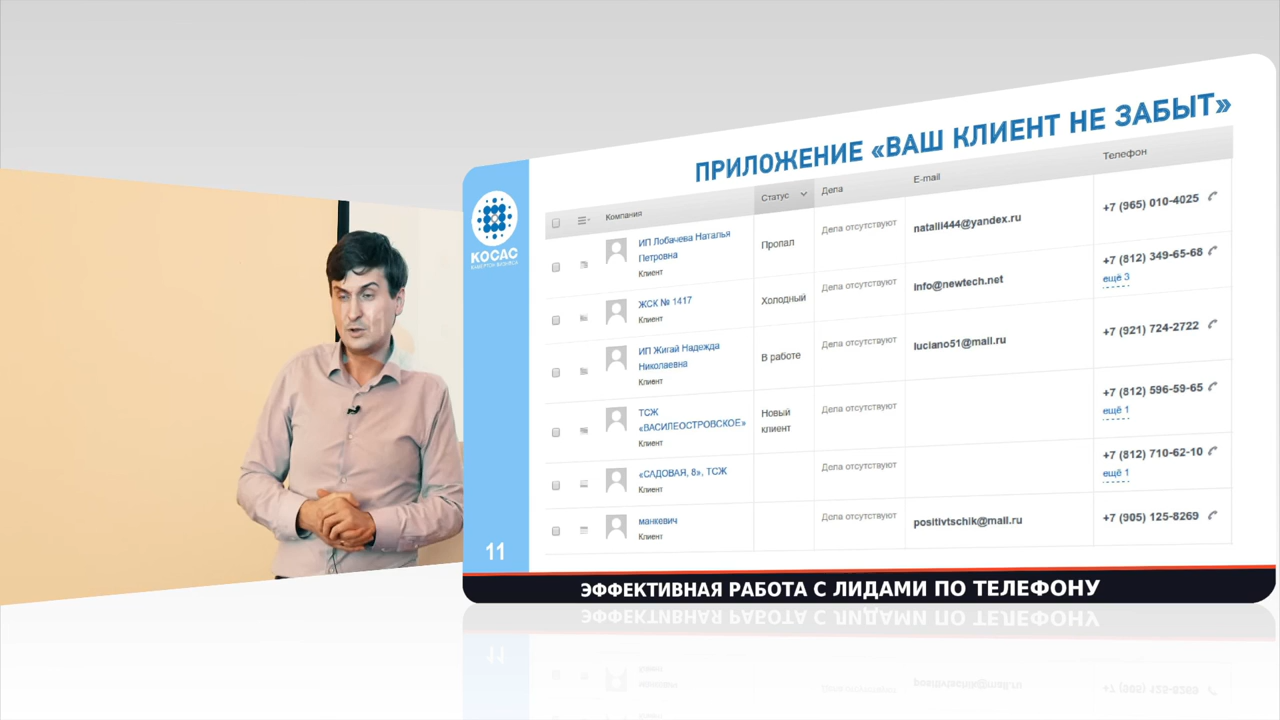 ПРИЛОЖЕНИЕ «ВАШ КЛИЕНТ НЕ ЗАБЫТ»
КОСАС
Компания Статус Дела E-mail Телефон
ИП Лобачева Наталья
Петровна
Клиент
Пропал
Дела отсутствуют
natalii444@yandex.ru
+7 (965) 010-4025
ЖСК № 1417
Клиент
Холодный
Дела отсутствуют
info@newtech.net
+7 (812) 349-65-68
ещё 3
ИП Жигай Надежда
Николаевна
Клиент
В работе
Дела отсутствуют
luciano51@mail.ru
+7 (921) 724-2722
ТСЖ
«ВАСИЛЕОСТРОВСКОЕ»
Клиент
Новый
клиент
Дела отсутствуют
+7 (812) 596-59-65
ещё 1
«САДОВАЯ, 8», ТСЖ
Клиент
Дела отсутствуют
+7 (812) 710-62-10
ещё 1
манкевич
Клиент
Дела отсутствуют
positivtschik@mail.ru
+7 (905) 125-8269
11
ЭФФЕКТИВНАЯ РАБОТА С ЛИДАМИ ПО ТЕЛЕФОНУ